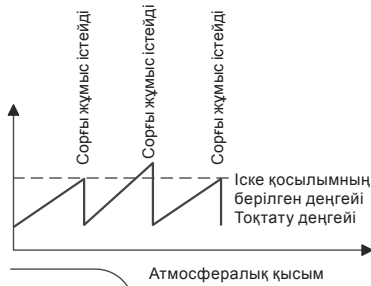 Сорғы жұмыс істейді
Сорғы жұмыс істейді
Сорғы жұмыс істейді
Іске қосылымның
берілген деңгейі
Тоқтату деңгейі
Атмосфералық қысым